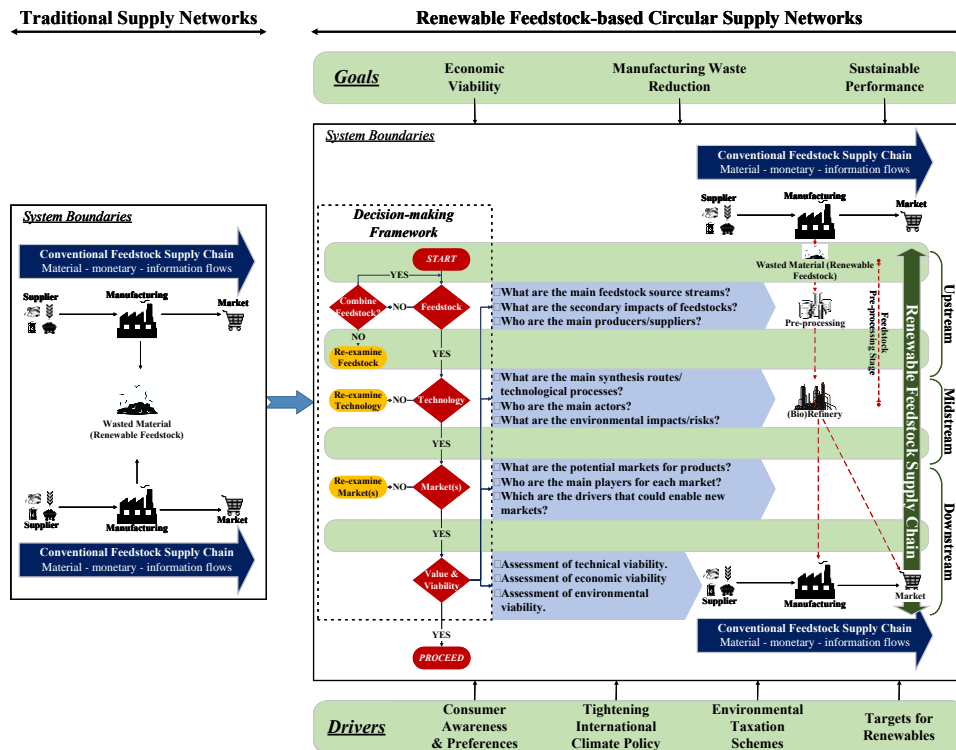 Traditional Supply Networks
Renewable Feedstock-based Circular Supply Networks
Goals
Economic
Viability
Manufacturing Waste
Reduction
Sustainable
Performance
System Boundaries
Conventional Feedstock Supply Chain
Material - monetary - information flows
Supplier
Manufacturing
Market
Wasted Material
(Renewable Feedstock)
Supplier
Manufacturing
Market
Conventional Feedstock Supply Chain
Material - monetary - information flows
System Boundaries
Conventional Feedstock Supply Chain
Material - monetary - information flows
Supplier
Manufacturing
Market
Decision-making
Framework
START
YES
Combine
Feedstock?
NO
Feedstock
NO
Re-examine
Feedstock
YES
Re-examine
Technology
NO
Technology
YES
Re-examine
Market(s)
NO
Market(s)
YES
Value &
Viability
YES
PROCEED
What are the main feedstock source streams?
What are the secondary impacts of feedstocks?
Who are the main producers/suppliers?
What are the main synthesis routes/
technological processes?
Who are the main actors?
What are the environmental impacts/risks?
What are the potential markets for products?
Who are the main players for each market?
Which are the drivers that could enable new
markets?
Assessment of technical viability.
Assessment of economic viability
Assessment of environmental
viability.
Wasted Material (Renewable
Feedstock)
Pre-processing
Feedstock
Pre-processing Stage
(Bio)Refinery
Renewable Feedstock Supply Chain
Upstream
Midstream
Downstream
Supplier
Manufacturing
Market
Conventional Feedstock Supply Chain
Material - monetary - information flows
Drivers
Consumer
Awareness
& Preferences
Tightening
International
Climate Policy
Environmental
Taxation
Schemes
Targets for
Renewables